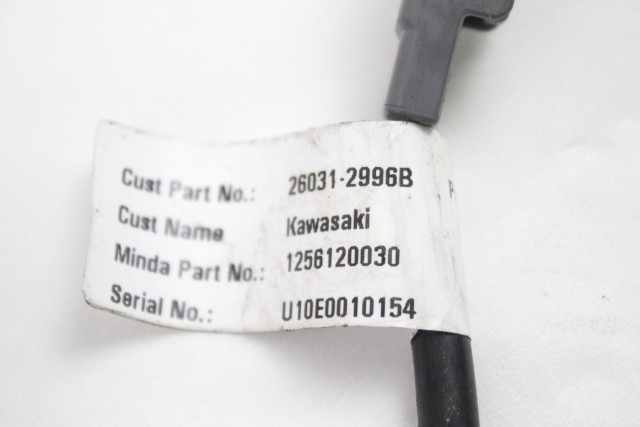 Cust Part No.: 26031-2996B
Cust Name Kawasaki
Minda Part No.: 1256120030
Serial No.: U10E0010154